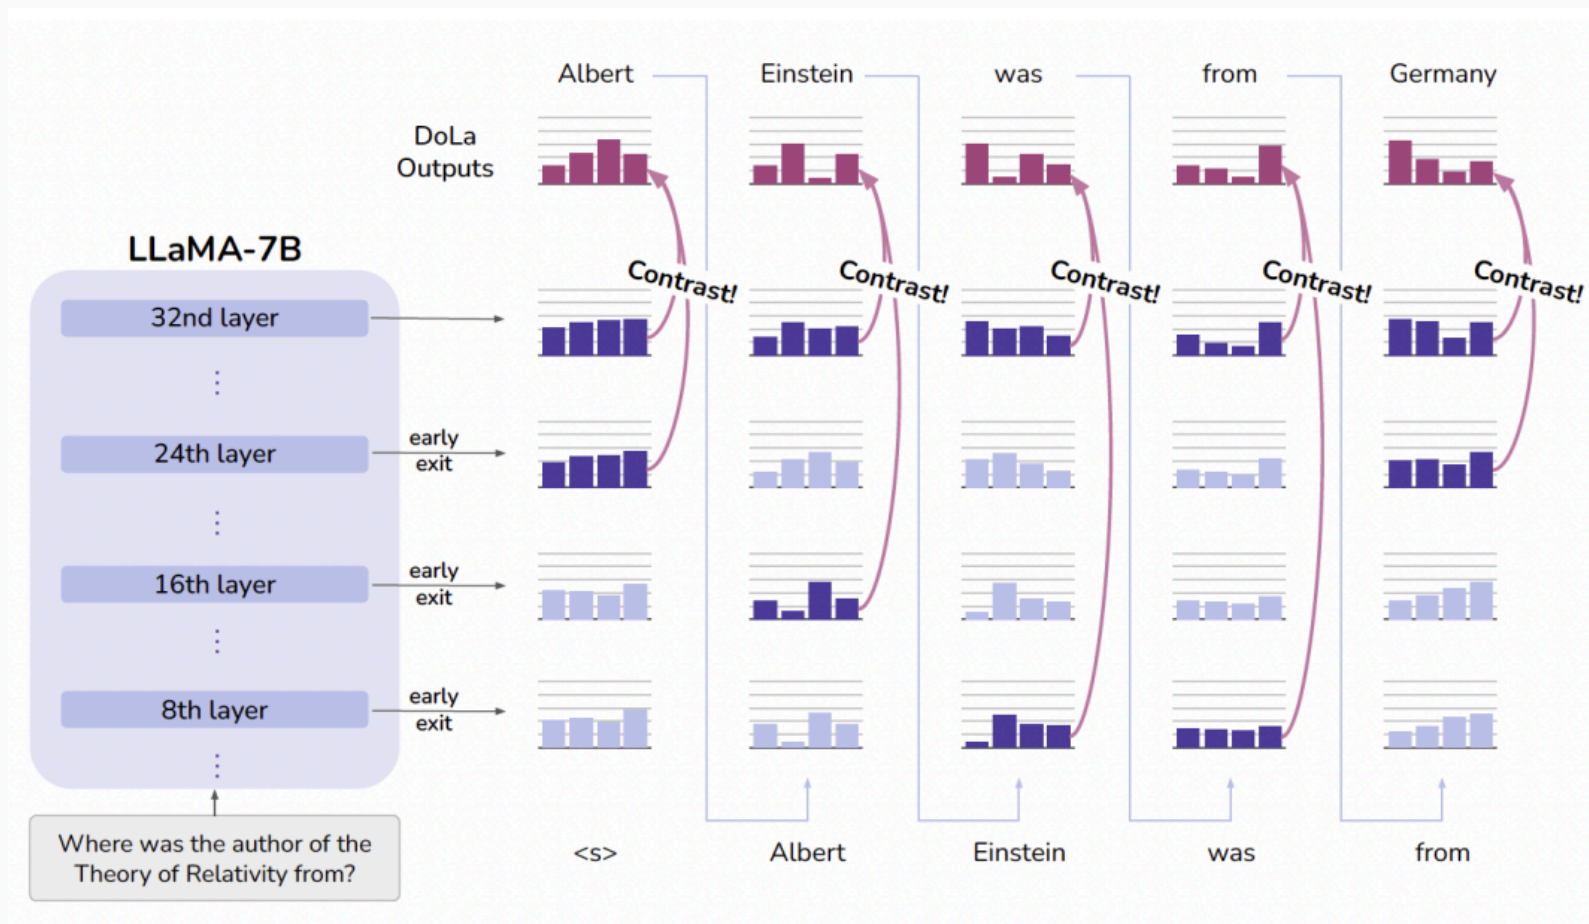 Albert
Einstein
was
from
Germany
DoLa
Outputs
LLaMA-7B
Contrast!
Contrast!
Contrast!
Contrast!
Contrast!
32nd layer
24th layer
early
exit
16th layer
early
exit
8th layer
early
exit
Where was the author of the
Theory of Relativity from?
<s>
Albert
Einstein
was
from